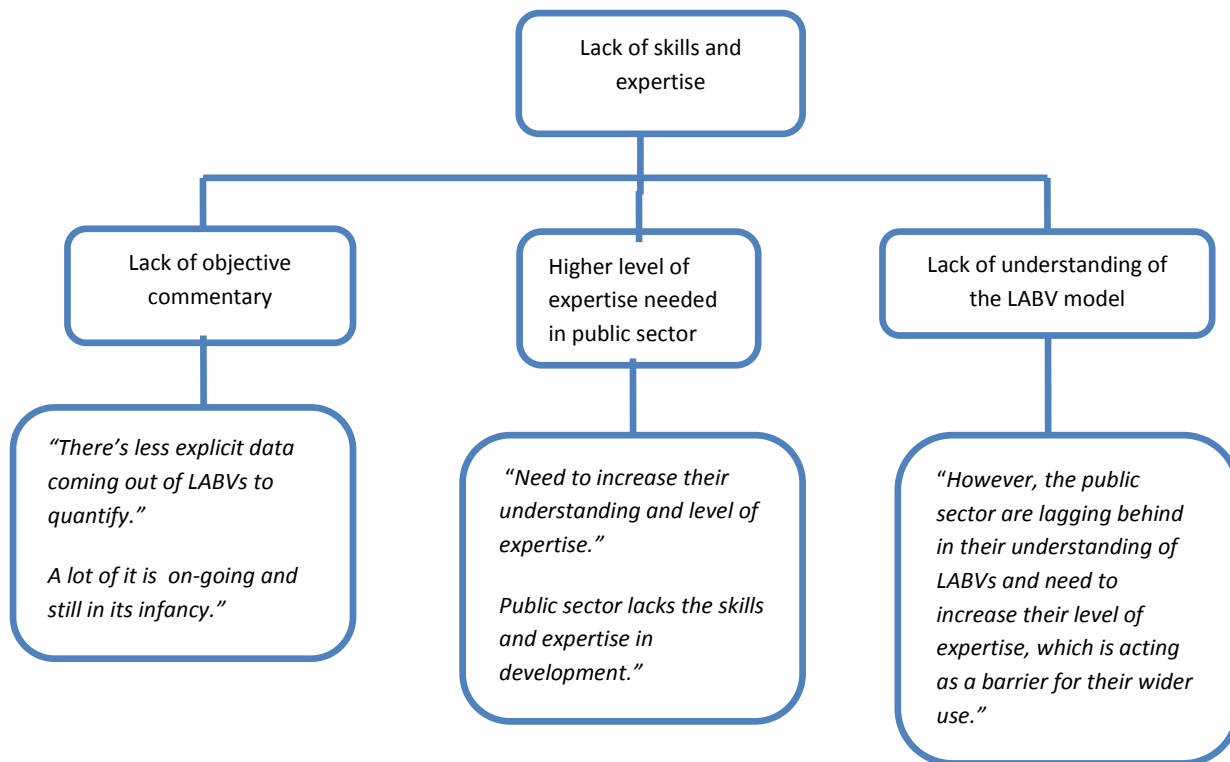 Lack of skills and
expertise
Lack of objective
commentary
Higher level of
expertise needed
in public sector
Lack of understanding of
the LABV model
“There’s less explicit data
coming out of LABVs to
quantify.”
A lot of it is  on-going and
still in its infancy.”
“Need to increase their
understanding and level of
expertise.”
Public sector lacks the skills
and expertise in
development.”
“However, the public
sector are lagging behind
in their understanding of
LABVs and need to
increase their level of
expertise, which is acting
as a barrier for their wider
use.”